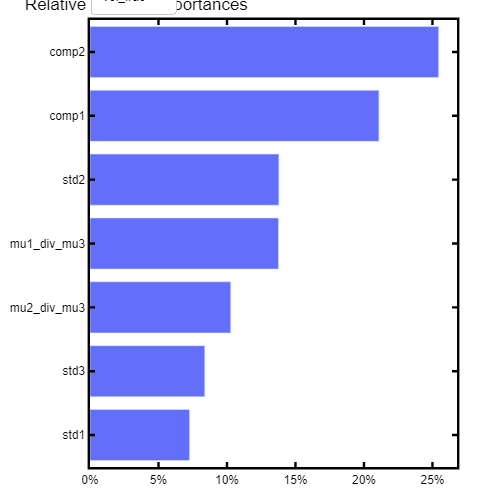 Relative portances
comp2
comp1
std2
mu1_div_mu3
mu2_div_mu3
std3
std1
0% 5% 10% 15% 20% 25%